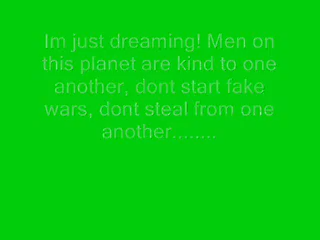 Im just dreaming! Men on
this planet are kind to one
another, dont start fake
wars, dont steal from one
another........